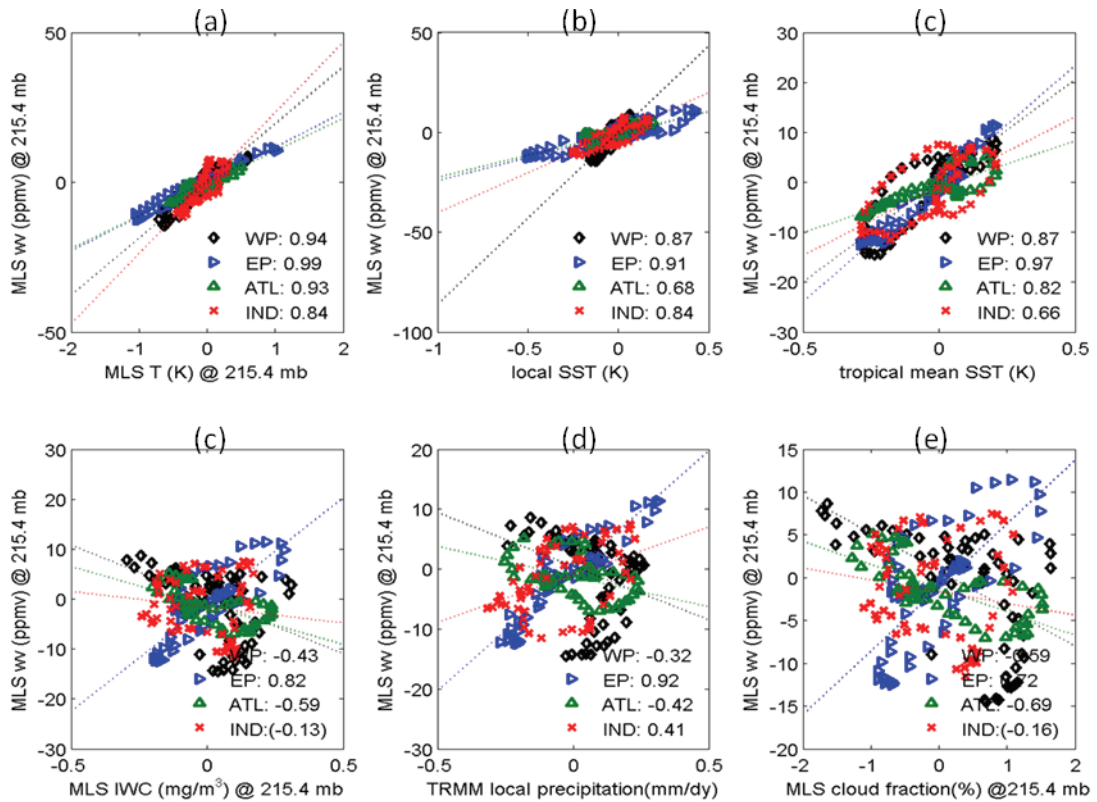 (a)
50
0
-50
-2
-1
0
1
2
MLS wv (ppmv) @ 215.4 mb
MLS T (K) @ 215.4 mb
WP: 0.94
EP: 0.99
ATL: 0.93
IND: 0.84
(b)
50
0
-50
-100
-1
-0.5
0
0.5
MLS wv (ppmv) @ 215.4 mb
local SST (K)
WP: 0.87
EP: 0.91
ATL: 0.68
IND: 0.84
(c)
30
20
10
0
-10
-20
-30
-0.5
0
0.5
MLS wv (ppmv) @ 215.4 mb
tropical mean SST (K)
WP: 0.87
EP: 0.97
ATL: 0.82
IND: 0.66
(c)
30
20
10
0
-10
-20
-30
-0.5
0
0.5
MLS wv (ppmv) @ 215.4 mb
MLS IWC (mg/m³) @ 215.4 mb
WP: -0.43
EP: 0.82
ATL: -0.59
IND:(-0.13)
(d)
30
20
10
0
-10
-20
-30
-0.5
0
0.5
MLS wv (ppmv) @ 215.4 mb
TRMM local precipitation(mm/dy)
WP: -0.32
EP: 0.92
ATL: -0.42
IND: 0.41
(e)
15
10
5
0
-5
-10
-15
-20
-2
-1
0
1
2
MLS wv (ppmv) @ 215.4 mb
MLS cloud fraction(%) @215.4 mb
WP: -0.59
EP: 0.72
ATL: -0.69
IND:(-0.16)